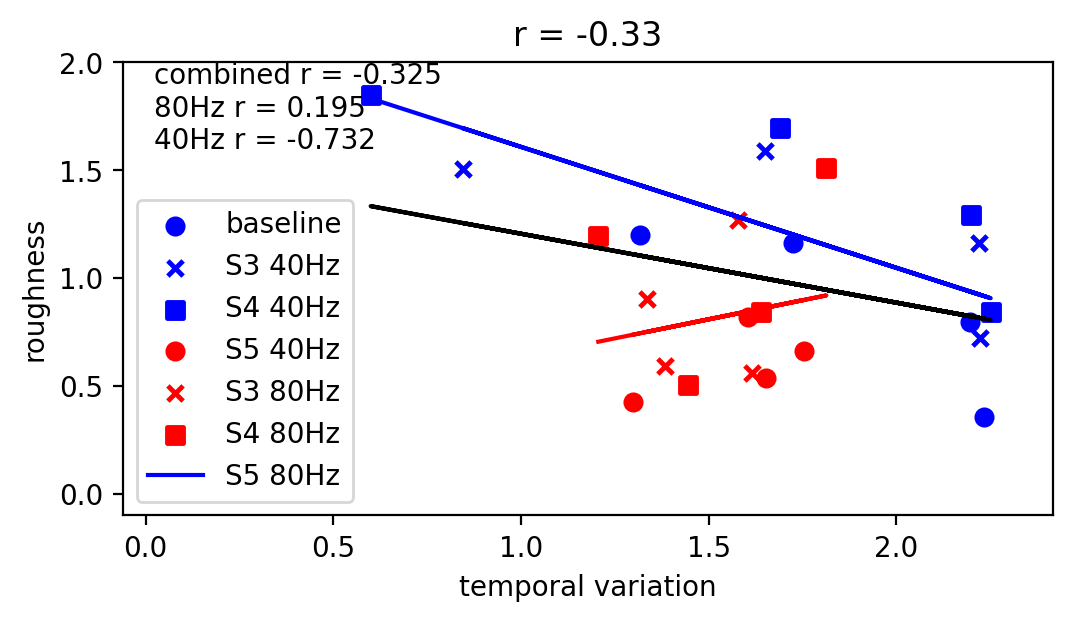 r = -0.33
combined r = -0.325
80Hz r = 0.195
40Hz r = -0.732
2.0
1.5
1.0
0.5
0.0
roughness
baseline
S3 40Hz
S4 40Hz
S5 40Hz
S3 80Hz
S4 80Hz
S5 80Hz
0.0 0.5 1.0 1.5 2.0
temporal variation